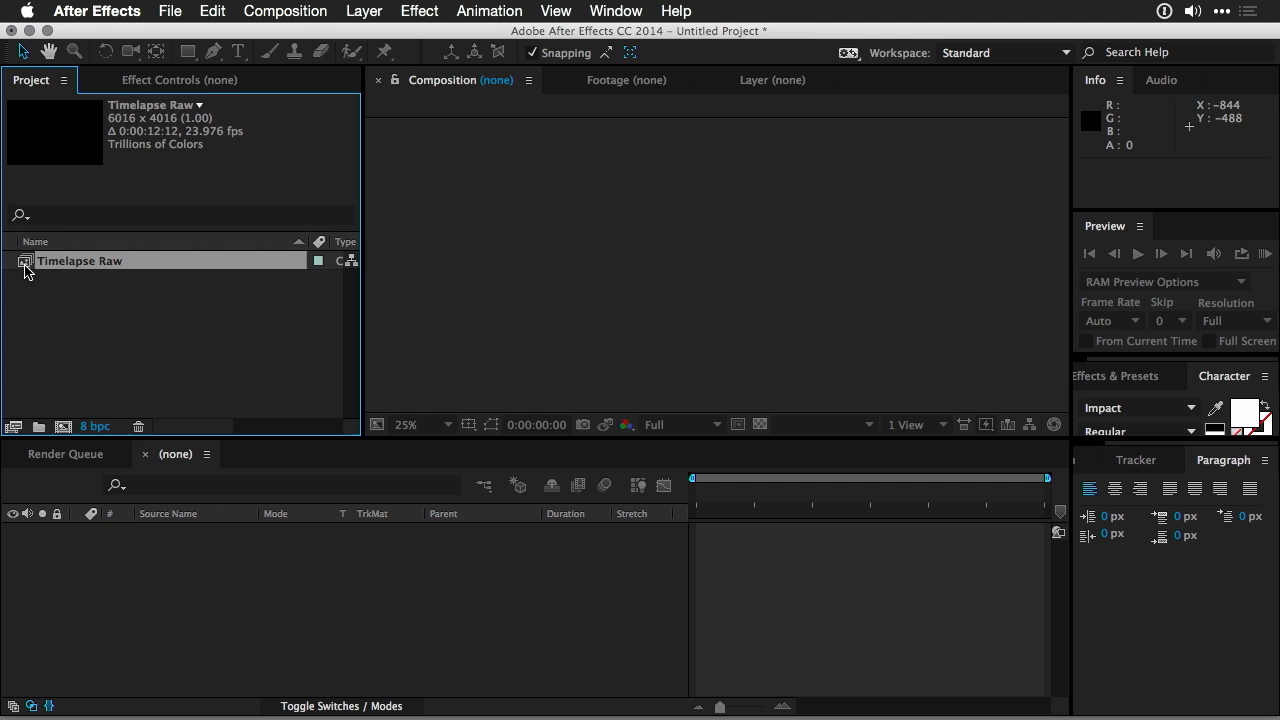 After Effects File Edit Composition Layer Effect Animation View Window Help
Adobe After Effects CC 2014 – Untitled Project *
T Snapping Workspace: Standard Search Help
Project Effect Controls (none) Composition (none) Footage (none) Layer (none) Info Audio
Timelapse Raw
6016 x 4016 (1.00)
Δ 0:00:12:12, 23.976 fps
Trillions of Colors
R :
G :
B :
A : 0
X : -844
Y : -488
Preview
Name Type
Timelapse Raw C
RAM Preview Options
Frame Rate Skip Resolution
Auto 0 Full
From Current Time Full Screen
Effects & Presets Character
Impact
Regular
8 bpc
25% 0:00:00:00 Full 1 View
Render Queue (none)
Tracker Paragraph
# Source Name Mode T TrkMat Parent Duration Stretch
0 px 0 px 0 px
0 px 0 px
Toggle Switches / Modes